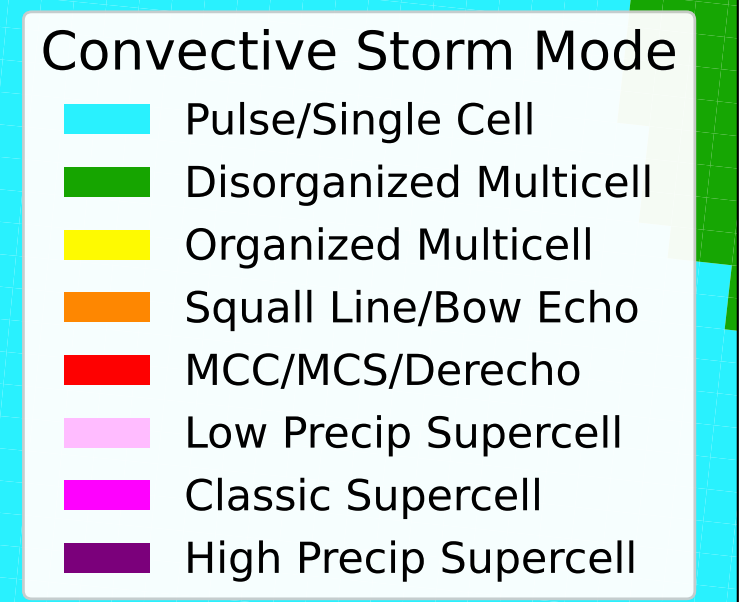 Convective Storm Mode
Pulse/Single Cell
Disorganized Multicell
Organized Multicell
Squall Line/Bow Echo
MCC/MCS/Derecho
Low Precip Supercell
Classic Supercell
High Precip Supercell